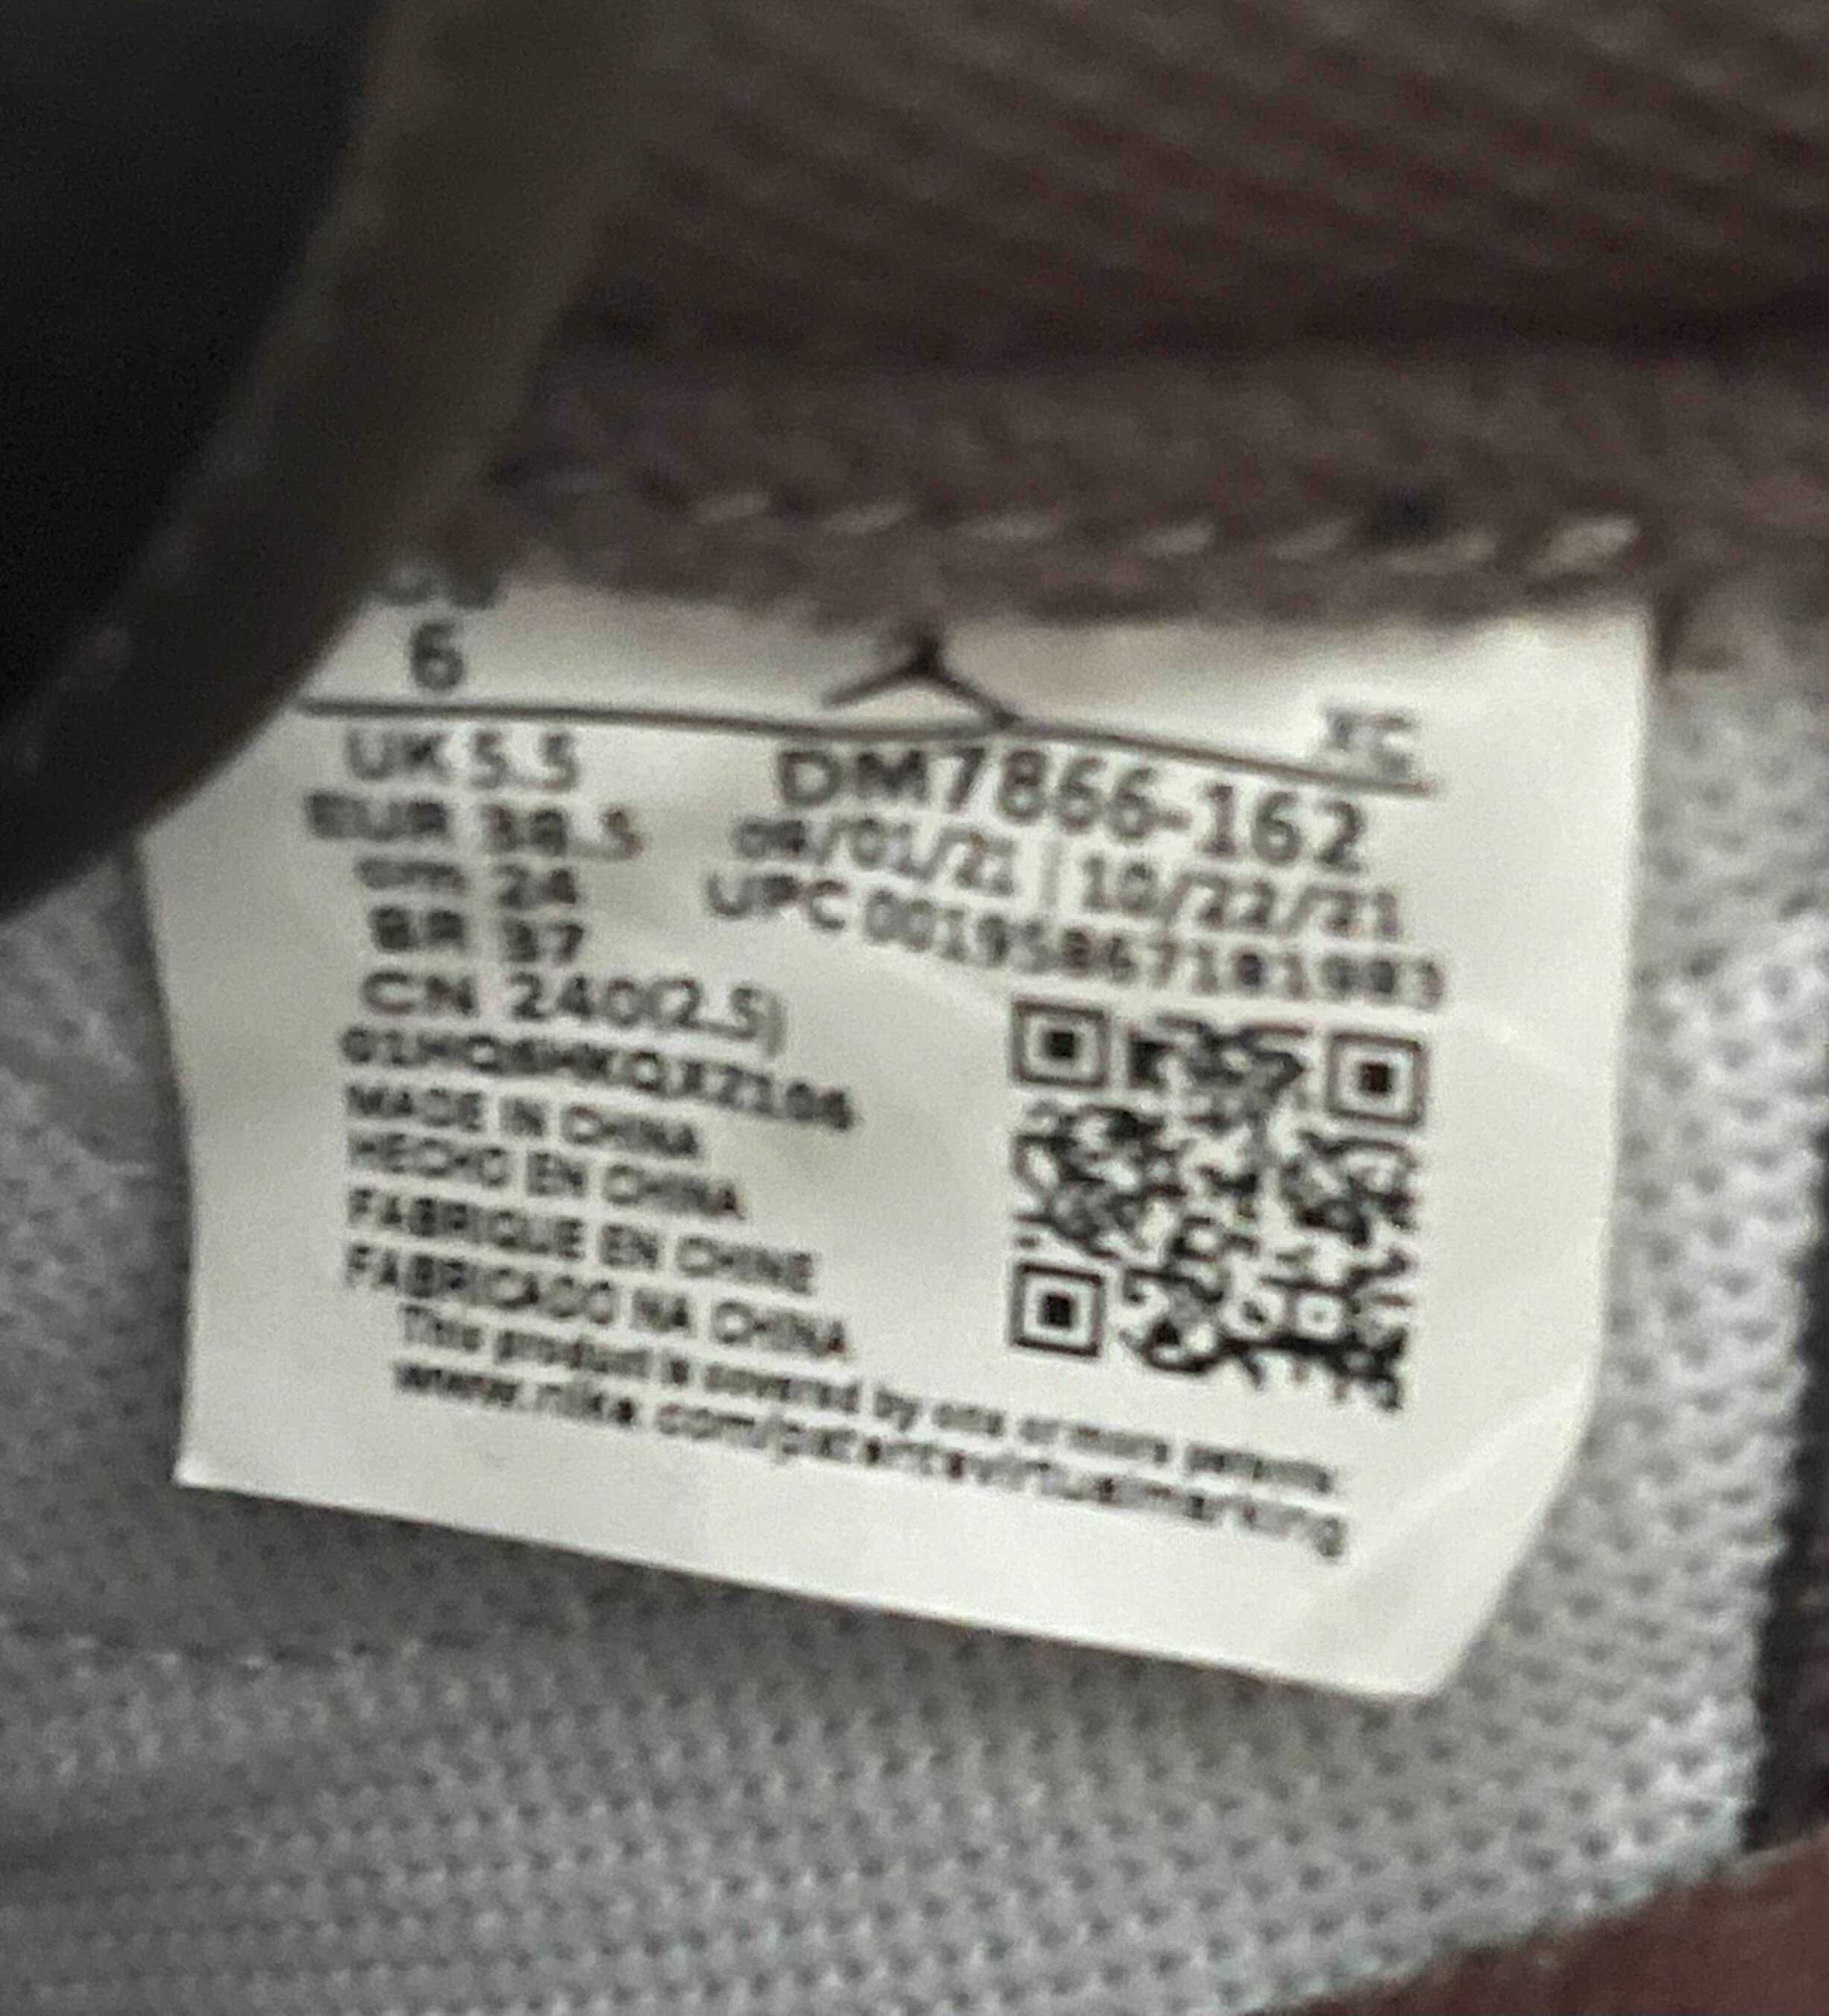 6
UK 5.5
EUR 38.5
cm 24
BR 37
CN 240(2.5)
XC
DM7866-162
08/01/21 | 10/22/21
UPC
MADE IN CHINA
HECHO EN CHINA
FABRIQUE EN CHINE
FABRICADO NA CHINA
This product is covered by one or more patents.
www.nike.com/patentsvirtualmarking